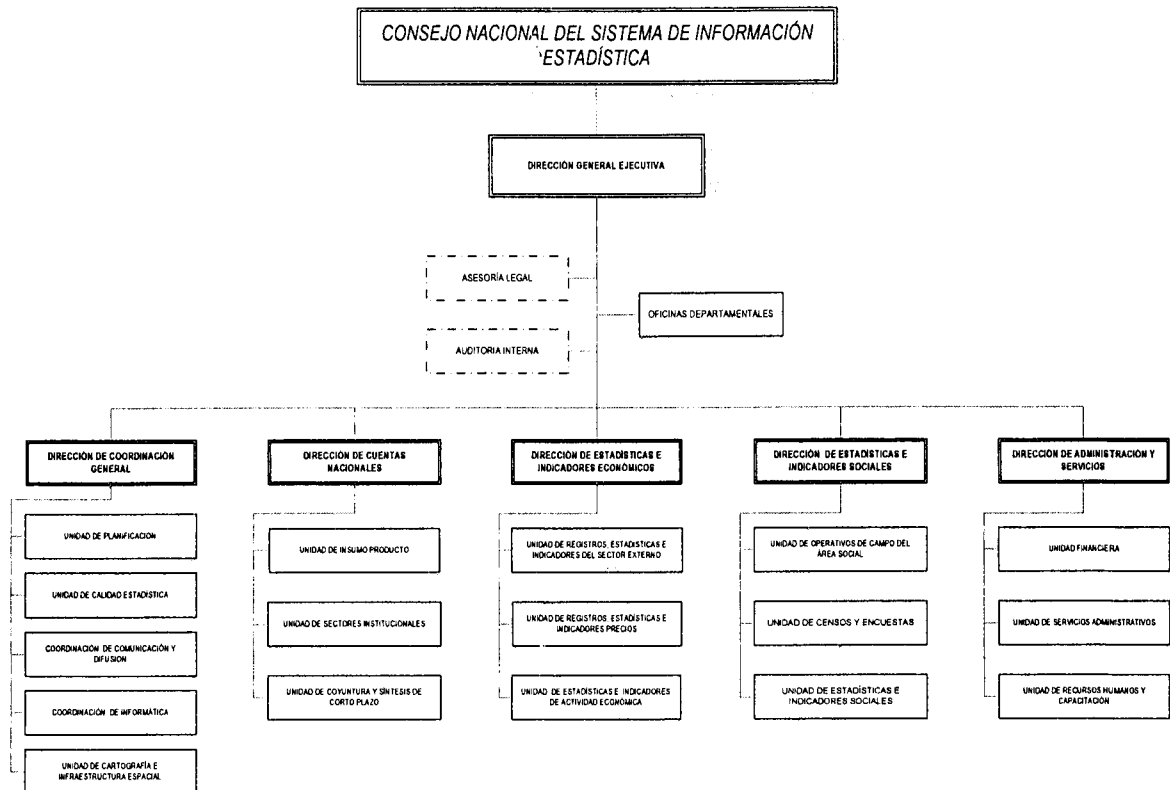 CONSEJO NACIONAL DEL SISTEMA DE INFORMACIÓN
ESTADÍSTICA
DIRECCIÓN GENERAL EJECUTIVA
ASESORÍA LEGAL
OFICINAS DEPARTAMENTALES
AUDITORIA INTERNA
DIRECCIÓN DE COORDINACIÓN
GENERAL
UNIDAD DE PLANIFICACIÓN
UNIDAD DE CALIDAD ESTADÍSTICA
COORDINACIÓN DE COMUNICACIÓN Y
DIFUSIÓN
COORDINACIÓN DE INFORMÁTICA
UNIDAD DE CARTOGRAFÍA E
INFRAESTRUCTURA ESPACIAL
DIRECCIÓN DE CUENTAS
NACIONALES
UNIDAD DE INSUMO PRODUCTO
UNIDAD DE SECTORES INSTITUCIONALES
UNIDAD DE COYUNTURA Y SÍNTESIS DE
CORTO PLAZO
DIRECCIÓN DE ESTADÍSTICAS E
INDICADORES ECONÓMICOS
UNIDAD DE REGISTROS, ESTADISTICAS E
INDICADORES DEL SECTOR EXTERNO
UNIDAD DE REGISTROS, ESTADÍSTICAS E
INDICADORES PRECIOS
UNIDAD DE ESTADÍSTICAS E INDICADORES
DE ACTIVIDAD ECONÓMICA
DIRECCIÓN DE ESTADÍSTICAS E
INDICADORES SOCIALES
UNIDAD DE OPERATIVOS DE CAMPO DEL
ÁREA SOCIAL
UNIDAD DE CENSOS Y ENCUESTAS
UNIDAD DE ESTADÍSTICAS E
INDICADORES SOCIALES
DIRECCIÓN DE ADMINISTRACIÓN Y
SERVICIOS
UNIDAD FINANCIERA
UNIDAD DE SERVICIOS ADMINISTRATIVOS
UNIDAD DE RECURSOS HUMANOS Y
CAPACITACIÓN